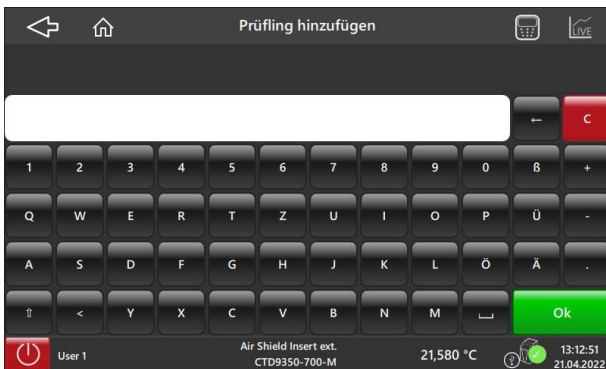 Prüfling hinzufügen
LIVE
← C
1 2 3 4 5 6 7 8 9 0 ß +
Q W E R T Z U I O P Ü -
A S D F G H J K L Ö Ä .
⇧ < Y X C V B N M ⎵ Ok
User 1
Air Shield Insert ext.
CTD9350-700-M
21,580 °C
13:12:51
21.04.2022